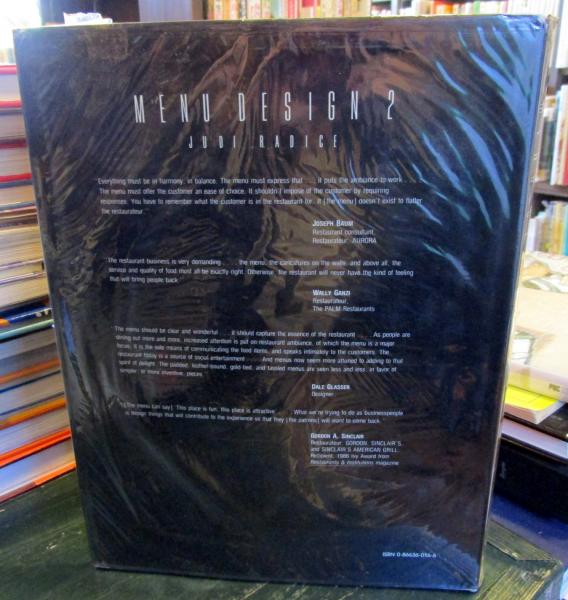 MENU DESIGN 2
JUDI RADICE
Everything must be in harmony, in balance. The menu must express that . . . it puts the ambiance to work . . . .
The menu must offer the customer an ease of choice. It shouldn't impose of the customer by requiring
responses. You have to remember what the customer is in the restaurant for. It [the menu] doesn't exist to flatter
the restaurateur.
JOSEPH BAUM
Restaurant consultant,
Restaurateur: AURORA
The restaurant business is very demanding . . . . the menu, the caricatures on the walls, and above all, the
service and quality of food must all be exactly right. Otherwise, the restaurant will never have the kind of feeling
that will bring people back.
WALLY GANZI
Restaurateur,
The PALM Restaurants
The menu should be clear and wonderful . . . it should capture the essence of the restaurant . . . . As people are
dining out more and more, increased attention is put on restaurant ambiance, of which the menu is a major
focus. It is the sole means of communicating the food items, and speaks intimately to the customers. The
restaurant today is a source of social entertainment . . . . And menus now seem more attuned to adding to that
spirit of delight. The padded, leather-bound, gold-tied, and tassled menus are seen less and less, in favor of
simpler, or more inventive, pieces.
DALE GLASSER
Designer
[The menu can say] This place is fun, this place is attractive . . . . What we're trying to do as businesspeople
is design things that will contribute to the experience so that they [the patrons] will want to come back.
GORDON A. SINCLAIR
Restaurateur: GORDON, SINCLAIR'S,
and SINCLAIR'S AMERICAN GRILL.
Recipient, 1986 Ivy Award from
Restaurants & Institutions magazine
ISBN 0-86636-016-6